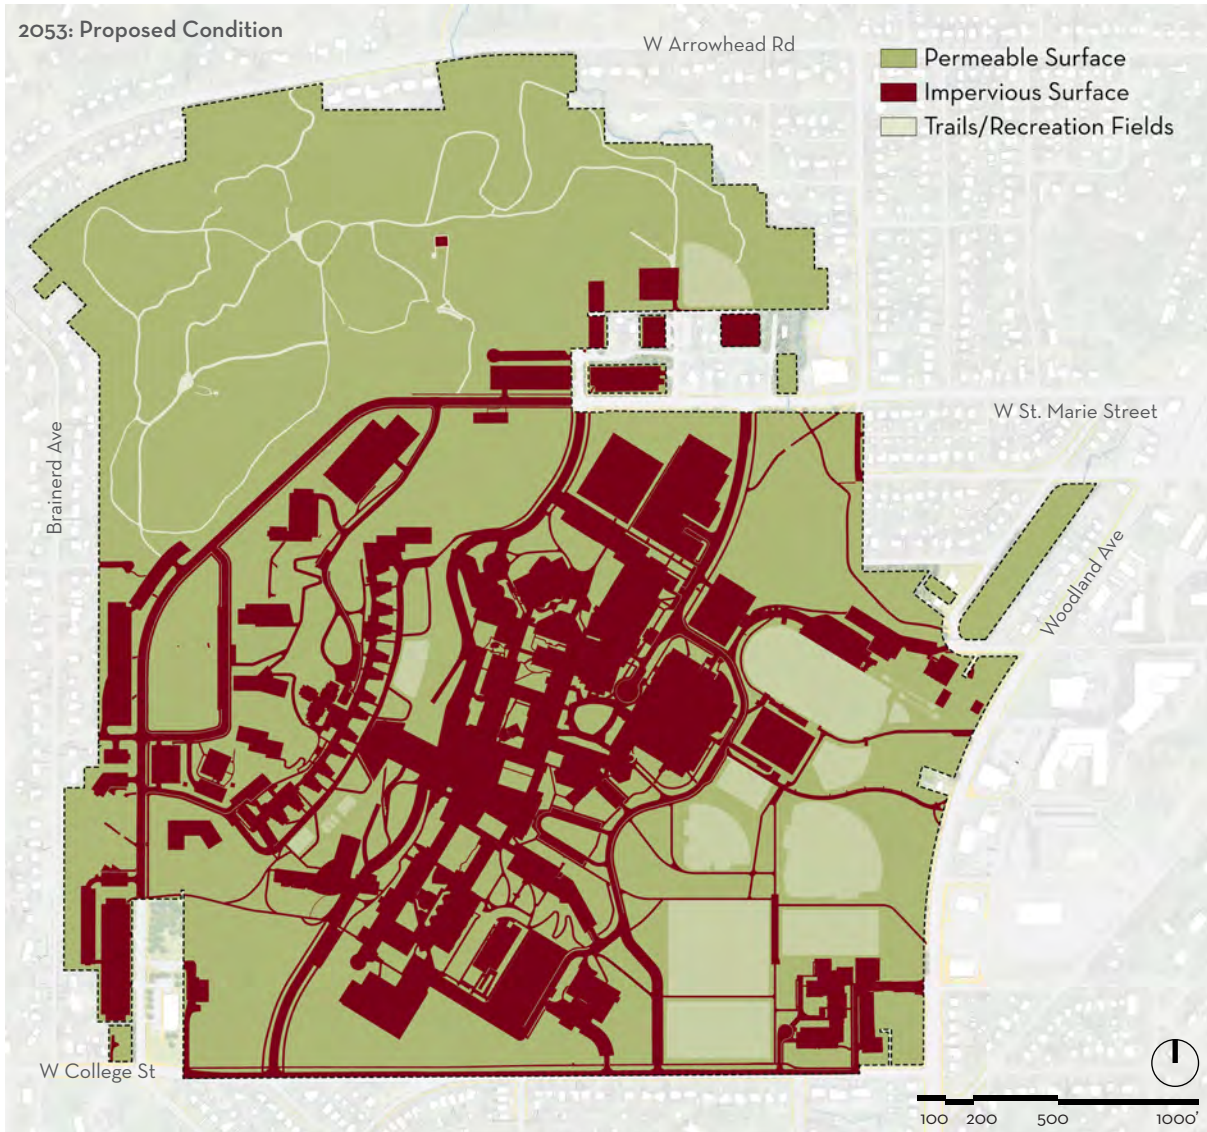 2053: Proposed Condition
W Arrowhead Rd
Permeable Surface
Impervious Surface
Trails/Recreation Fields
W St. Marie Street
Brainerd Ave
Woodland Ave
W College St
100 200 500 1000'